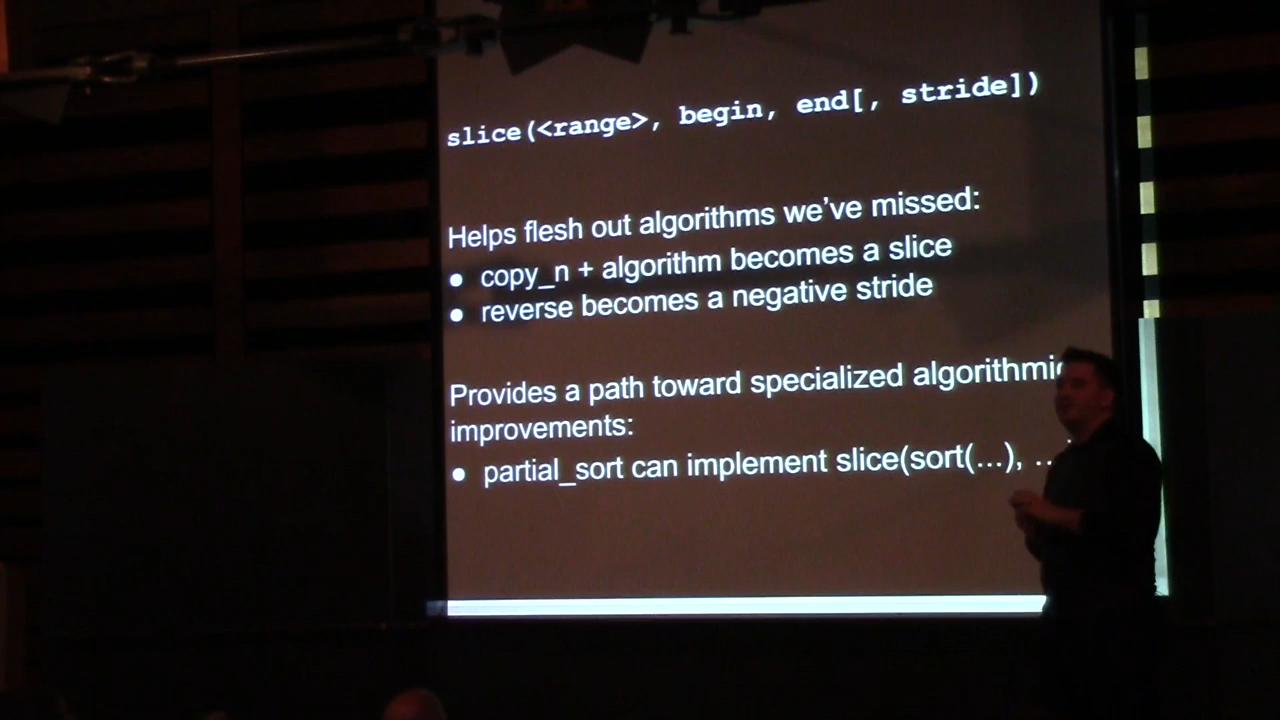 slice(<range>, begin, end[, stride])
Helps flesh out algorithms we've missed:
● copy_n + algorithm becomes a slice
● reverse becomes a negative stride
Provides a path toward specialized algorithmic
improvements:
● partial_sort can implement slice(sort(…), …